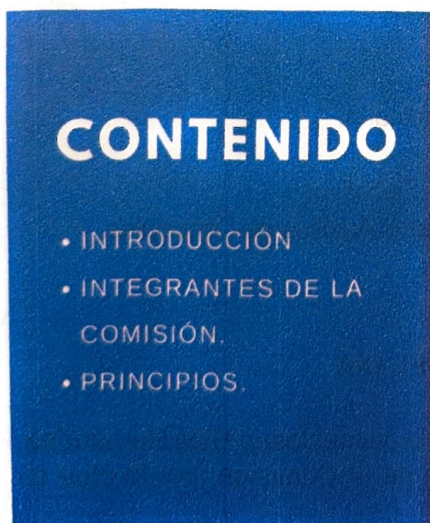 CONTENIDO
• INTRODUCCIÓN
• INTEGRANTES DE LA
COMISIÓN.
• PRINCIPIOS.